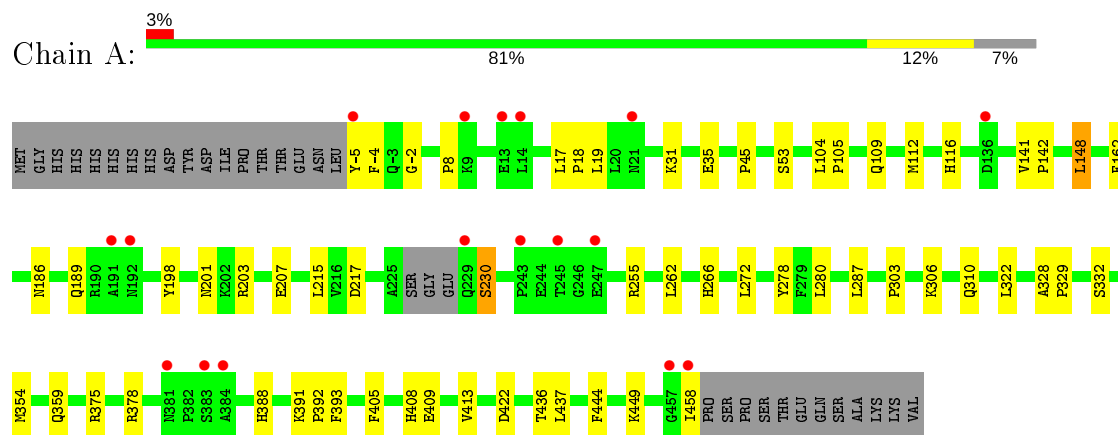 3%
Chain A:
81% 12% 7%
MET GLY HIS HIS HIS HIS HIS HIS ASP TYR ASP ILE PRO THR THR GLU ASN LEU Y-5 F-4 Q-3 G-2 P8 K9 E13 L14 L17 P18 L19 L20 N21 K31 E35 P45 S53 L104 P105 Q109 M112 H116 D136 V141 P142 L148 E162
N186 Q189 R190 A191 N192 Y198 N201 K202 R203 E207 L215 V216 D217 A225 SER GLY GLU Q229 S230 P243 E244 T245 G246 E247 R255 L262 H266 L272 Y278 F279 L280 L287 P303 K306 Q310 L322 A328 P329 S332
M354 Q359 R375 R378 N381 P382 S383 A384 H388 K391 P392 F393 F405 H408 E409 V413 D422 T436 L437 F444 K449 G457 I458 PRO SER PRO SER THR GLU GLN SER ALA LYS LYS VAL